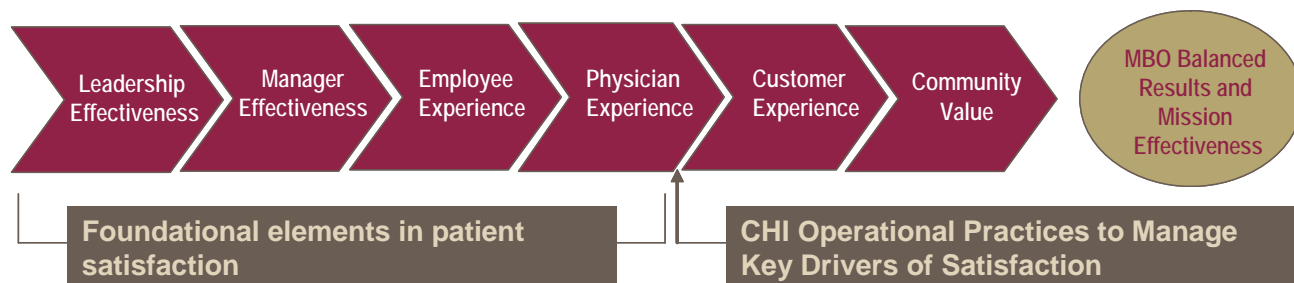 Leadership
Effectiveness
Manager
Effectiveness
Employee
Experience
Physician
Experience
Customer
Experience
Community
Value
MBO Balanced
Results and
Mission
Effectiveness
Foundational elements in patient
satisfaction
CHI Operational Practices to Manage
Key Drivers of Satisfaction